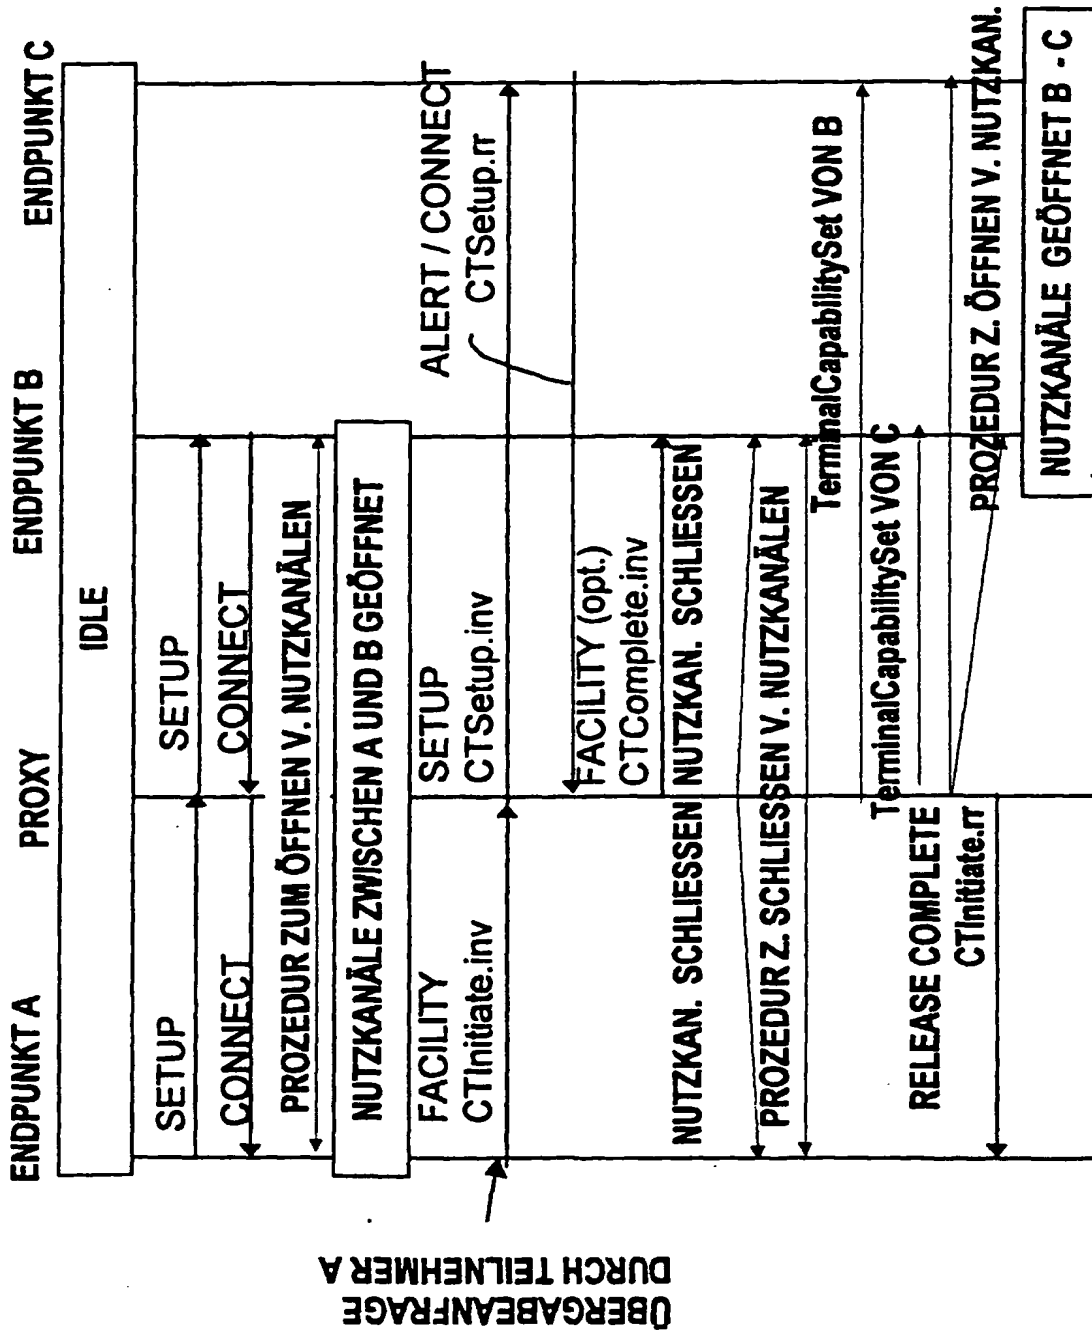 ENDPUNKT A
PROXY
ENDPUNKT B
ENDPUNKT C
IDLE
SETUP
SETUP
CONNECT
CONNECT
PROZEDUR ZUM ÖFFNEN V. NUTZKANÄLEN
NUTZKANÄLE ZWISCHEN A UND B GEÖFFNET
ÜBERGABEANFRAGE
DURCH TEILNEHMER A
FACILITY
CTInitiate.inv
SETUP
CTSetup.inv
ALERT / CONNECT
CTSetup.rr
FACILITY (opt.)
CTComplete.inv
NUTZKAN. SCHLIESSEN NUTZKAN. SCHLIESSEN
PROZEDUR Z. SCHLIESSEN V. NUTZKANÄLEN
TerminalCapabilitySet VON B
TerminalCapabilitySet VON C
RELEASE COMPLETE
CTInitiate.rr
PROZEDUR Z. ÖFFNEN V. NUTZKAN.
NUTZKANÄLE GEÖFFNET B - C